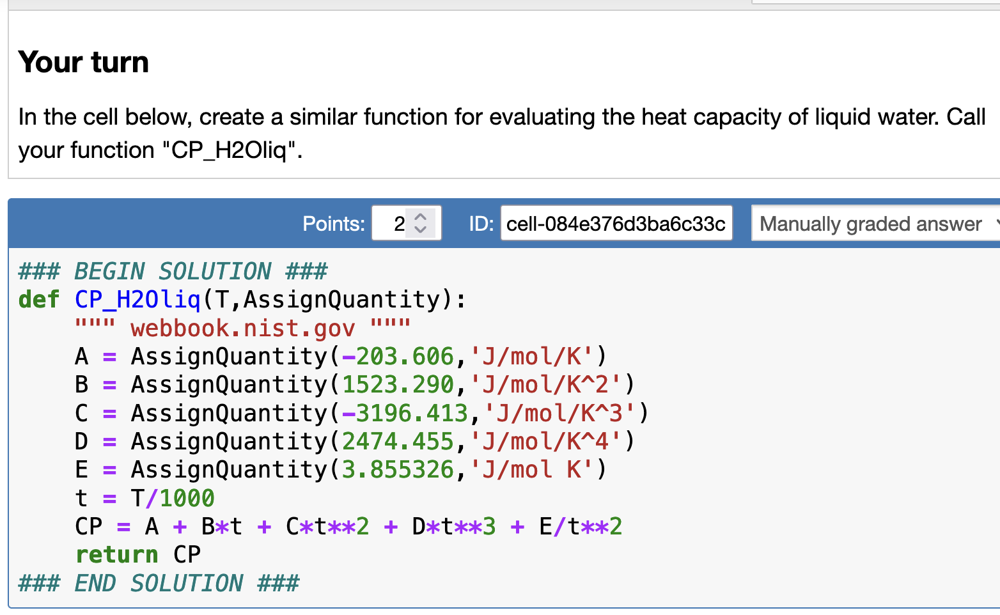 Your turn
In the cell below, create a similar function for evaluating the heat capacity of liquid water. Call
your function "CP_H2Oliq".
Points: 2 ID: cell-084e376d3ba6c33c Manually graded answer
### BEGIN SOLUTION ###
def CP_H2Oliq(T,AssignQuantity):
    """ webbook.nist.gov """
    A = AssignQuantity(-203.606,'J/mol/K')
    B = AssignQuantity(1523.290,'J/mol/K^2')
    C = AssignQuantity(-3196.413,'J/mol/K^3')
    D = AssignQuantity(2474.455,'J/mol/K^4')
    E = AssignQuantity(3.855326,'J/mol K')
    t = T/1000
    CP = A + B*t + C*t**2 + D*t**3 + E/t**2
    return CP
### END SOLUTION ###